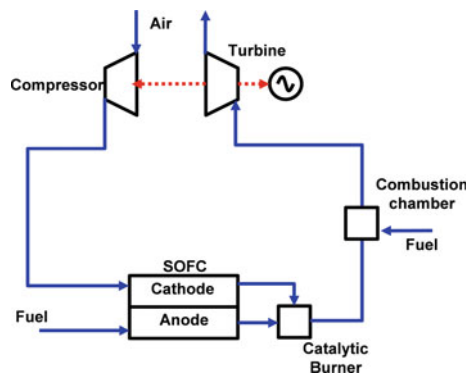 Air
Turbine
Compressor
Combustion
chamber
Fuel
SOFC
Cathode
Fuel
Anode
Catalytic
Burner